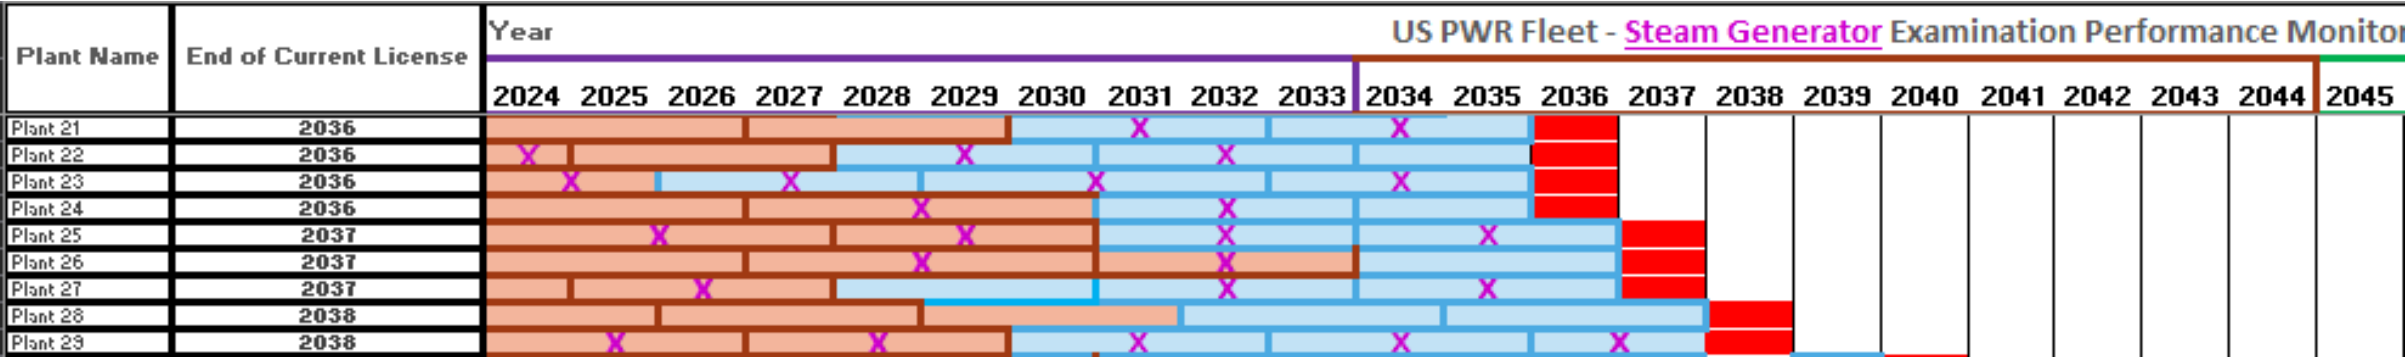 Year US PWR Fleet - Steam Generator Examination Performance Monitor
Plant Name End of Current License
2024 2025 2026 2027 2028 2029 2030 2031 2032 2033 2034 2035 2036 2037 2038 2039 2040 2041 2042 2043 2044 2045
Plant 21 2036 X X
Plant 22 2036 X X X
Plant 23 2036 X X X X
Plant 24 2036 X X
Plant 25 2037 X X X X
Plant 26 2037 X X
Plant 27 2037 X X X
Plant 28 2038
Plant 29 2038 X X X X X